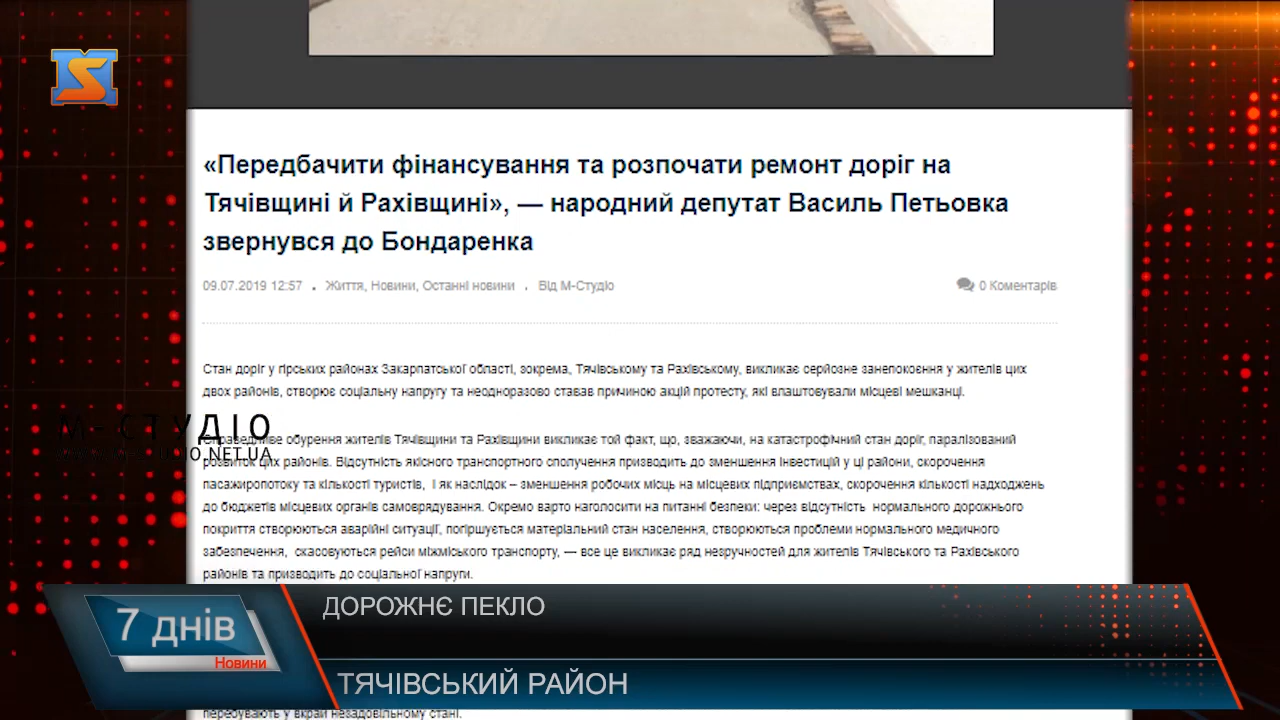 «Передбачити фінансування та розпочати ремонт доріг на
Тячівщині й Рахівщині», — народний депутат Василь Петьовка
звернувся до Бондаренка
09.07.2019 12:57 . Життя, Новини, Останні новини . Від М-Студіо
0 Коментарів
Стан доріг у гірських районах Закарпатської області, зокрема, Тячівському та Рахівському, викликає серйозне занепокоєння у жителів цих
двох районів, створює соціальну напругу та неодноразово ставав причиною акцій протесту, які влаштовували місцеві мешканці.
М-СТУДІО
Справедливе обурення жителів Тячівщини та Рахівщини викликає той факт, що, зважаючи, на катастрофічний стан доріг, паралізований
розвиток цих районів. Відсутність якісного транспортного сполучення призводить до зменшення інвестицій у ці райони, скорочення
пасажиропотоку та кількості туристів, і як наслідок – зменшення робочих місць на місцевих підприємствах, скорочення кількості надходжень
до бюджетів місцевих органів самоврядування. Окремо варто наголосити на питанні безпеки: через відсутність нормального дорожнього
покриття створюються аварійні ситуації, погіршується матеріальний стан населення, створюються проблеми нормального медичного
забезпечення, скасовуються рейси міжміського транспорту, — все це викликає ряд незручностей для жителів Тячівського та Рахівського
районів та призводить до соціальної напруги.
7 днів
Новини
ДОРОЖНЄ ПЕКЛО
ТЯЧІВСЬКИЙ РАЙОН
перебувають у вкрай незадовільному стані.